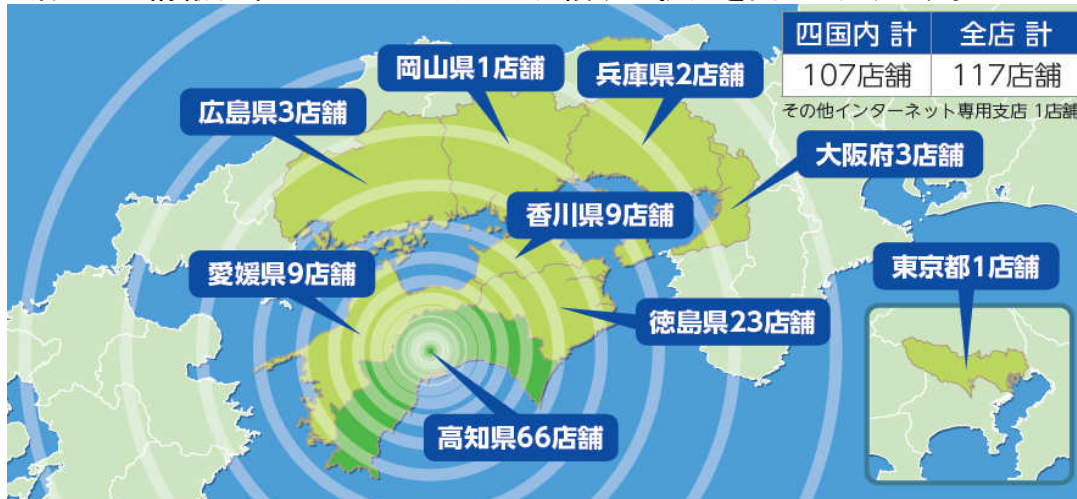 四国内 計 全店 計
107店舗 117店舗
その他インターネット専用支店 1店舗
岡山県1店舗
兵庫県2店舗
広島県3店舗
大阪府3店舗
香川県9店舗
愛媛県9店舗
東京都1店舗
徳島県23店舗
高知県66店舗